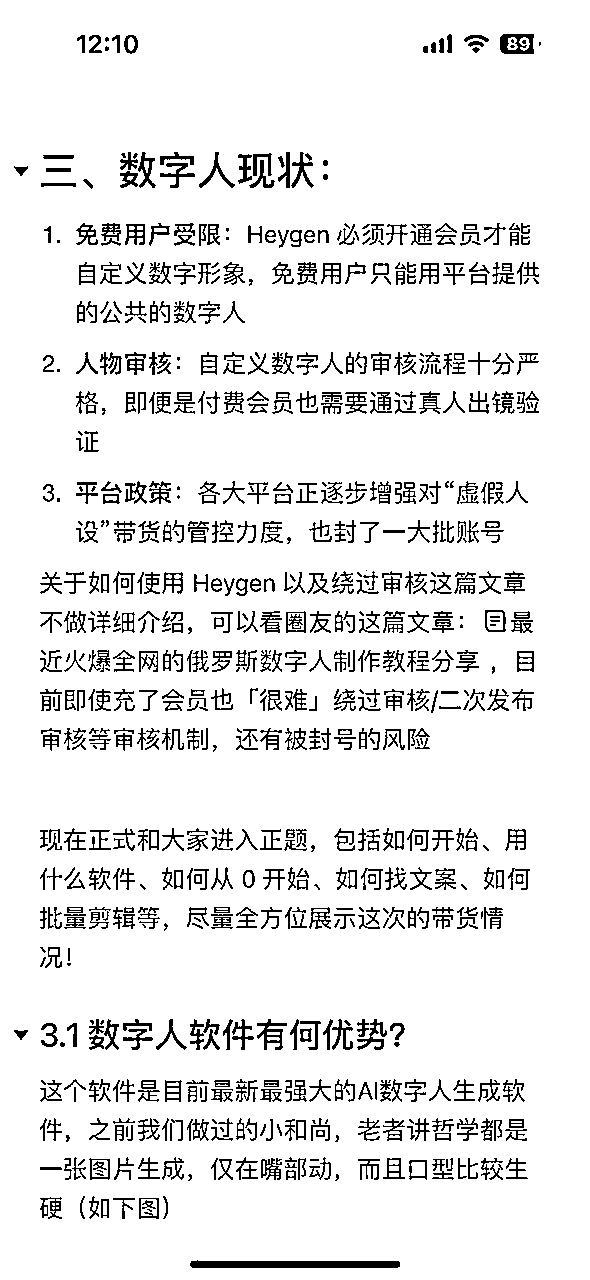 12:10
89
三、数字人现状：
1. 免费用户受限：Heygen 必须开通会员才能
自定义数字形象，免费用户只能用平台提供
的公共的数字人
2. 人物审核：自定义数字人的审核流程十分严
格，即便是付费会员也需要通过真人出镜验
证
3. 平台政策：各大平台正逐步增强对“虚假人
设”带货的管控力度，也封了一大批账号
关于如何使用 Heygen 以及绕过审核这篇文章
不做详细介绍，可以看圈友的这篇文章：最
近火爆全网的俄罗斯数字人制作教程分享 ，目
前即使充了会员也「很难」绕过审核/二次发布
审核等审核机制，还有被封号的风险
现在正式和大家进入正题，包括如何开始、用
什么软件、如何从 0 开始、如何找文案、如何
批量剪辑等，尽量全方位展示这次的带货情
况！
3.1 数字人软件有何优势?
这个软件是目前最新最强大的AI数字人生成软
件，之前我们做过的小和尚，老者讲哲学都是
一张图片生成，仅在嘴部动，而且口型比较生
硬（如下图）